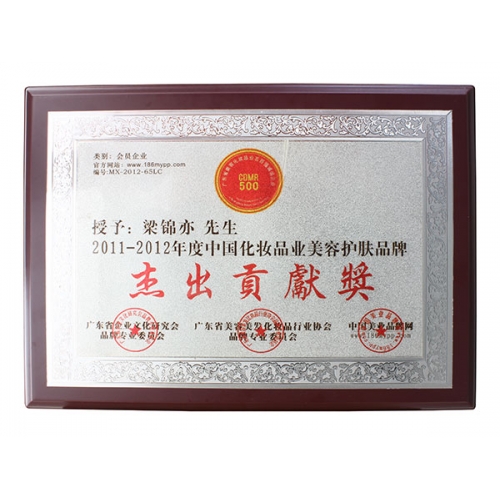 类别：会员企业
官方网站：www.186mypp.com
编号:MX-2012-65LC
CDMR
500
授予：梁锦亦 先生
2011-2012年度中国化妆品业美容护肤品牌
杰出貢獻獎
广东省企业文化研究会
品牌专业委员会
广东省美容美发化妆品行业协会
品牌专业委员会
中国美业品牌网